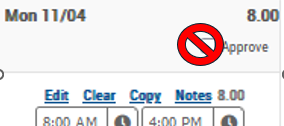 Mon 11/04 8.00
Approve
Edit Clear Copy Notes 8.00
8:00 AM 4:00 PM